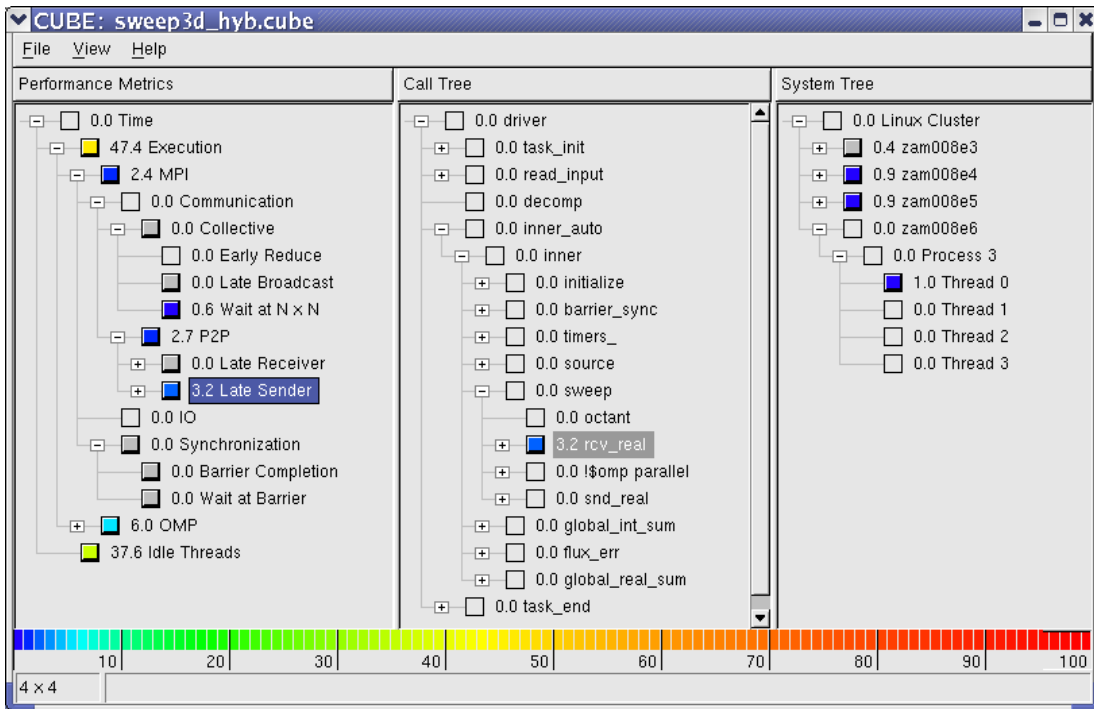 CUBE: sweep3d_hyb.cube
File View Help
Performance Metrics
0.0 Time
47.4 Execution
2.4 MPI
0.0 Communication
0.0 Collective
0.0 Early Reduce
0.0 Late Broadcast
0.6 Wait at N x N
2.7 P2P
0.0 Late Receiver
3.2 Late Sender
0.0 IO
0.0 Synchronization
0.0 Barrier Completion
0.0 Wait at Barrier
6.0 OMP
37.6 Idle Threads
Call Tree
0.0 driver
0.0 task_init
0.0 read_input
0.0 decomp
0.0 inner_auto
0.0 inner
0.0 initialize
0.0 barrier_sync
0.0 timers_
0.0 source
0.0 sweep
0.0 octant
3.2 rcv_real
0.0 !$omp parallel
0.0 snd_real
0.0 global_int_sum
0.0 flux_err
0.0 global_real_sum
0.0 task_end
System Tree
0.0 Linux Cluster
0.4 zam008e3
0.9 zam008e4
0.9 zam008e5
0.0 zam008e6
0.0 Process 3
1.0 Thread 0
0.0 Thread 1
0.0 Thread 2
0.0 Thread 3
10 20 30 40 50 60 70 80 90 100
4 x 4